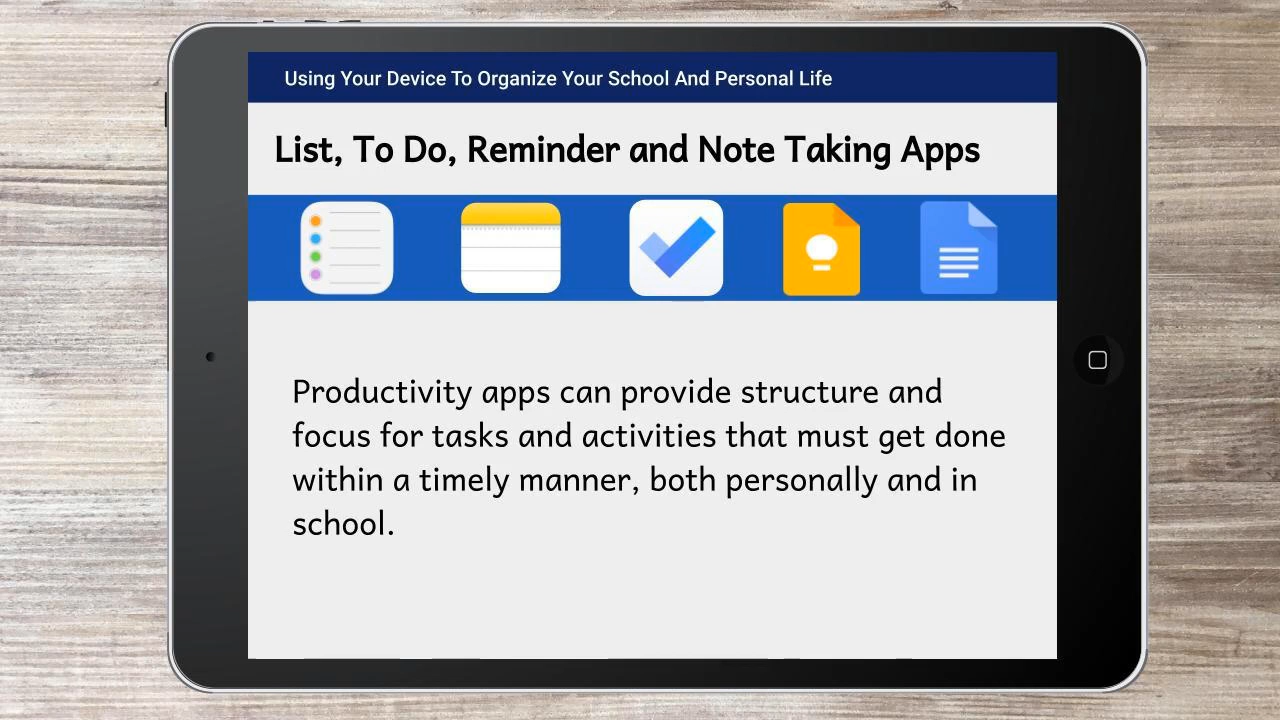 Using Your Device To Organize Your School And Personal Life
List, To Do, Reminder and Note Taking Apps
Productivity apps can provide structure and
focus for tasks and activities that must get done
within a timely manner, both personally and in
school.